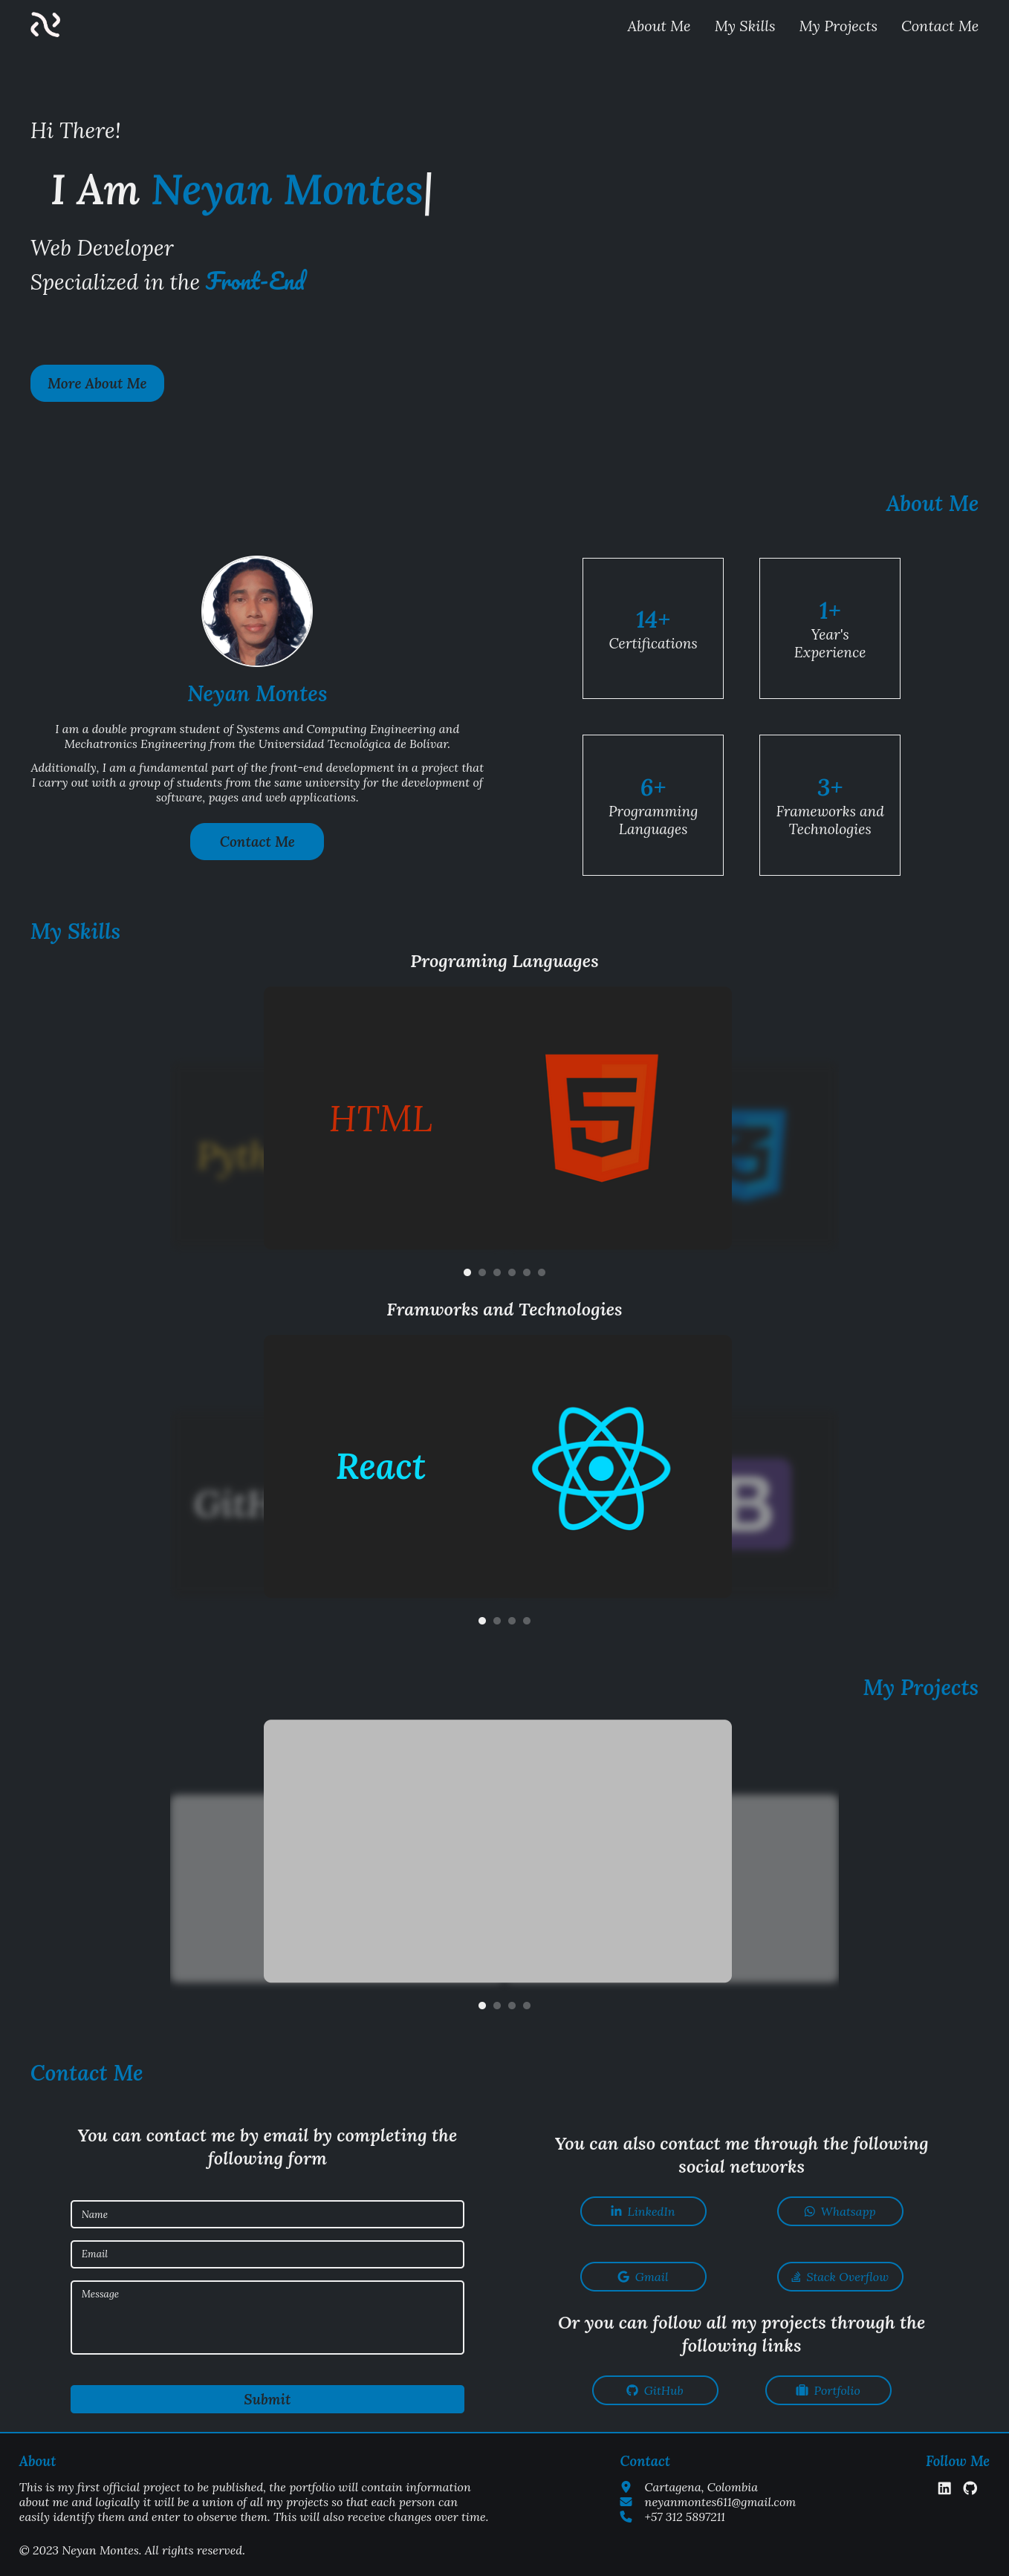 About Me My Skills My Projects Contact Me
Hi There!
I Am Neyan Montes|
Web Developer
Specialized in the Front-End
More About Me
About Me
Neyan Montes
I am a double program student of Systems and Computing Engineering and
Mechatronics Engineering from the Universidad Tecnológica de Bolívar.
Additionally, I am a fundamental part of the front-end development in a project that
I carry out with a group of students from the same university for the development of
software, pages and web applications.
Contact Me
14+
Certifications
1+
Year's
Experience
6+
Programming
Languages
3+
Frameworks and
Technologies
My Skills
Programing Languages
Pyth
HTML
Framworks and Technologies
GitH
React
B
My Projects
Contact Me
You can contact me by email by completing the
following form
Name
Email
Message
Submit
You can also contact me through the following
social networks
LinkedIn
Whatsapp
Gmail
Stack Overflow
Or you can follow all my projects through the
following links
GitHub
Portfolio
About
This is my first official project to be published, the portfolio will contain information
about me and logically it will be a union of all my projects so that each person can
easily identify them and enter to observe them. This will also receive changes over time.
Contact
Cartagena, Colombia
neyanmontes611@gmail.com
+57 312 5897211
Follow Me
© 2023 Neyan Montes. All rights reserved.